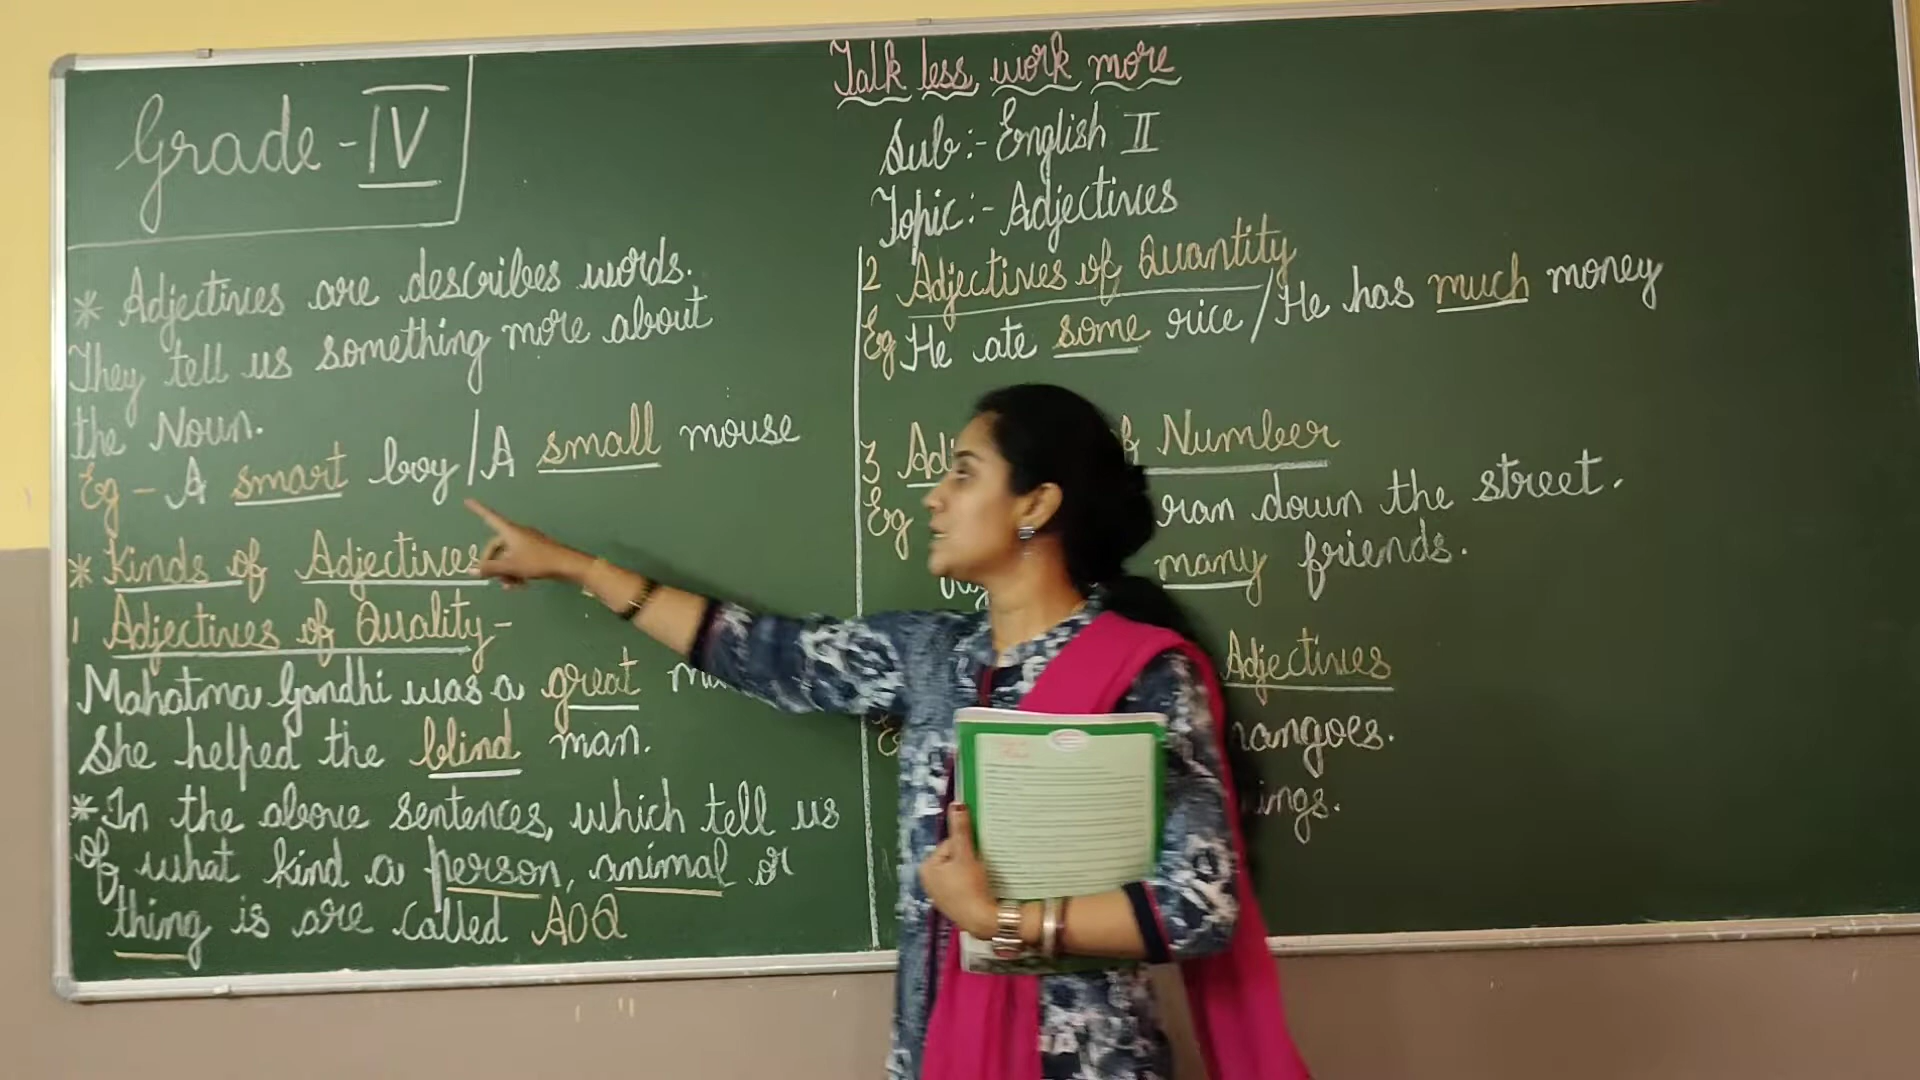 Grade - IV
Talk less, work more
Sub:- English II
Topic:- Adjectives
* Adjectives are describes words.
They tell us something more about
the Noun.
Eg - A smart boy / A small mouse
* Kinds of Adjectives
1 Adjectives of Quality -
Mahatma Gandhi was a great
She helped the blind man.
* In the above sentences, which tell us
of what kind a person, animal or
thing is are called AOQ
2 Adjectives of Quantity
Eg He ate some rice / He has much money
3 of Number
Eg ran down the street.
many friends.
Adjectives